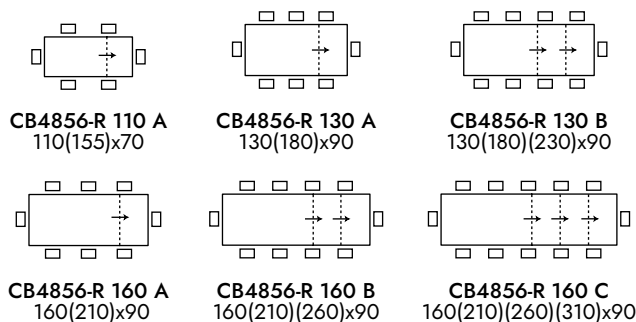 CB4856-R 110 A
110(155)x70
CB4856-R 130 A
130(180)x90
CB4856-R 130 B
130(180)(230)x90
CB4856-R 160 A
160(210)x90
CB4856-R 160 B
160(210)(260)x90
CB4856-R 160 C
160(210)(260)(310)x90